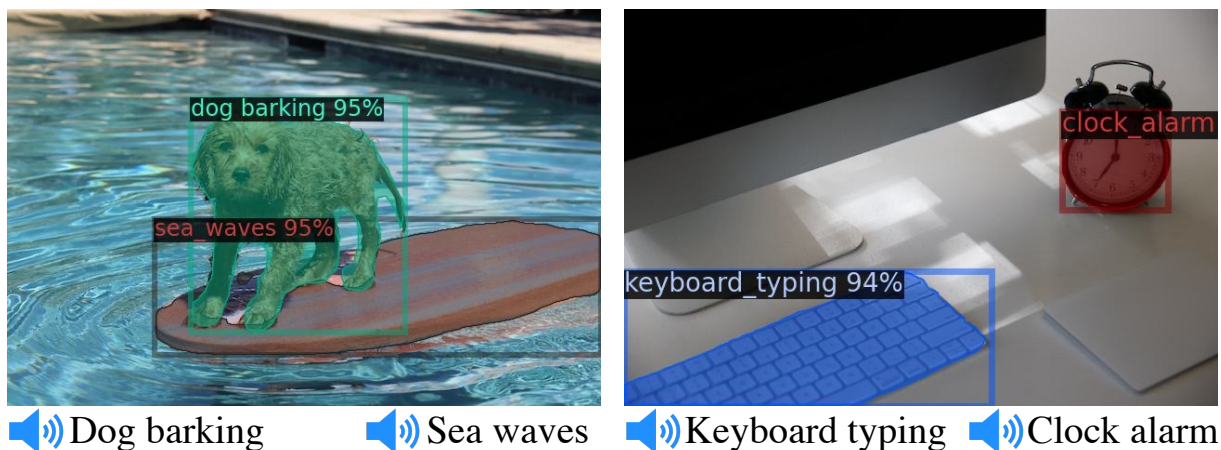 dog barking 95%
sea_waves 95%
clock_alarm
keyboard_typing 94%
Dog barking
Sea waves
Keyboard typing
Clock alarm